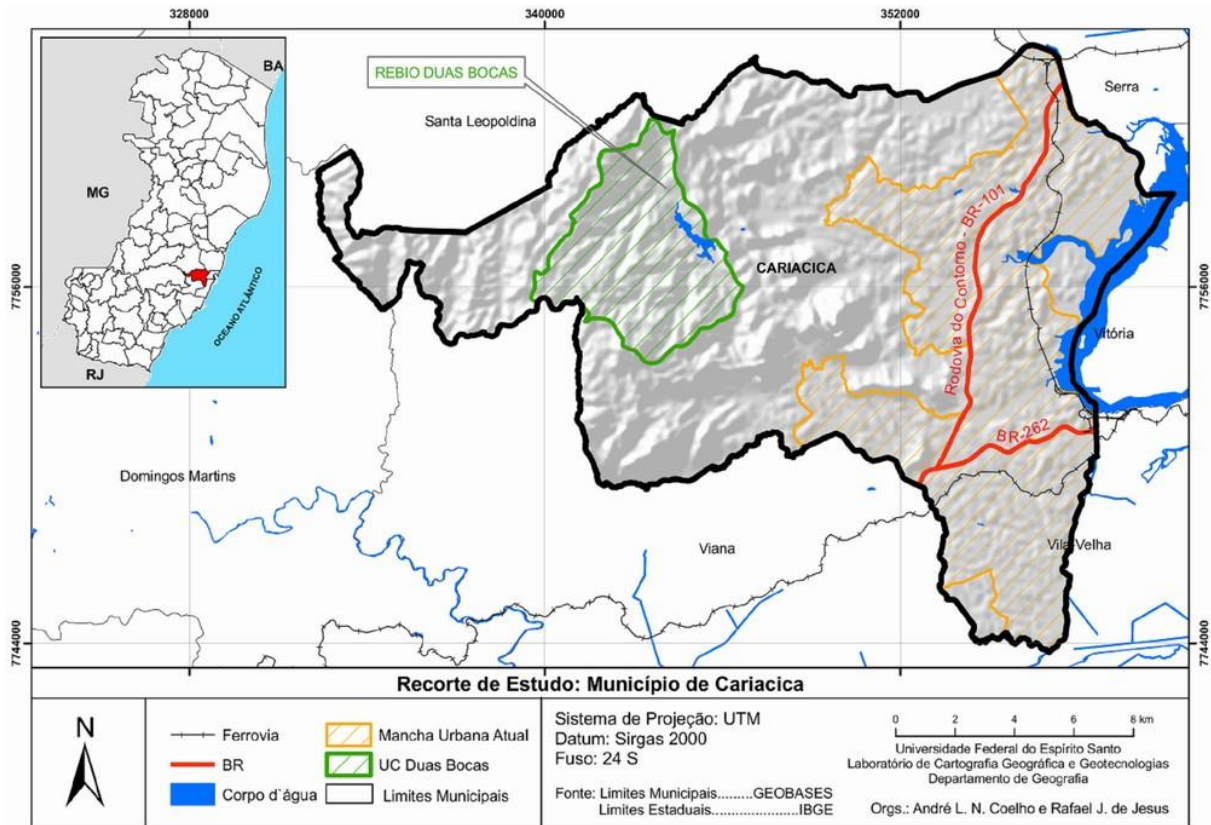 328000
340000
352000
BA
MG
RJ
OCEANO ATLÂNTICO
REBIO DUAS BOCAS
Santa Leopoldina
Serra
CARIACICA
Rodovia do Contorno - BR-101
7756000
7756000
Vitória
BR-262
Domingos Martins
Viana
Vila Velha
7744000
7744000
Recorte de Estudo: Município de Cariacica
N
Ferrovia
BR
Corpo d`água
Mancha Urbana Atual
UC Duas Bocas
Limites Municipais
Sistema de Projeção: UTM
Datum: Sirgas 2000
Fuso: 24 S
Fonte: Limites Municipais.........GEOBASES
Limites Estaduais.....................IBGE
0 2 4 6 8 km
Universidade Federal do Espírito Santo
Laboratório de Cartografia Geográfica e Geotecnologias
Departamento de Geografia
Orgs.: André L. N. Coelho e Rafael J. de Jesus